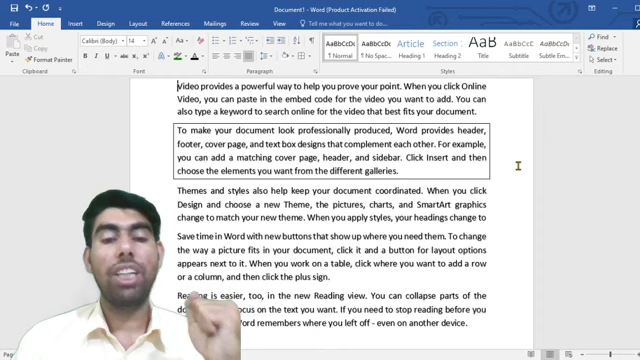 Document1 - Word (Product Activation Failed)
File Home Insert Design Layout References Mailings Review View Tell me what you want to do...
Cut
Copy
Format Painter
Clipboard
Calibri (Body) 14
Font
Paragraph
AaBbCcDc AaBbCcDc Article Section AaB AaBbCcD AaBbCcDt
¶ Normal ¶ No Spac... Heading 1 Heading 2 Title Subtitle Subtle Em...
Styles
Find
Replace
Select
Editing
Video provides a powerful way to help you prove your point. When you click Online
Video, you can paste in the embed code for the video you want to add. You can
also type a keyword to search online for the video that best fits your document.
To make your document look professionally produced, Word provides header,
footer, cover page, and text box designs that complement each other. For example,
you can add a matching cover page, header, and sidebar. Click Insert and then
choose the elements you want from the different galleries.
Themes and styles also help keep your document coordinated. When you click
Design and choose a new Theme, the pictures, charts, and SmartArt graphics
change to match your new theme. When you apply styles, your headings change to
Save time in Word with new buttons that show up where you need them. To change
the way a picture fits in your document, click it and a button for layout options
appears next to it. When you work on a table, click where you want to add a row
or a column, and then click the plus sign.
Reading is easier, too, in the new Reading view. You can collapse parts of the
focus on the text you want. If you need to stop reading before you
Word remembers where you left off - even on another device.